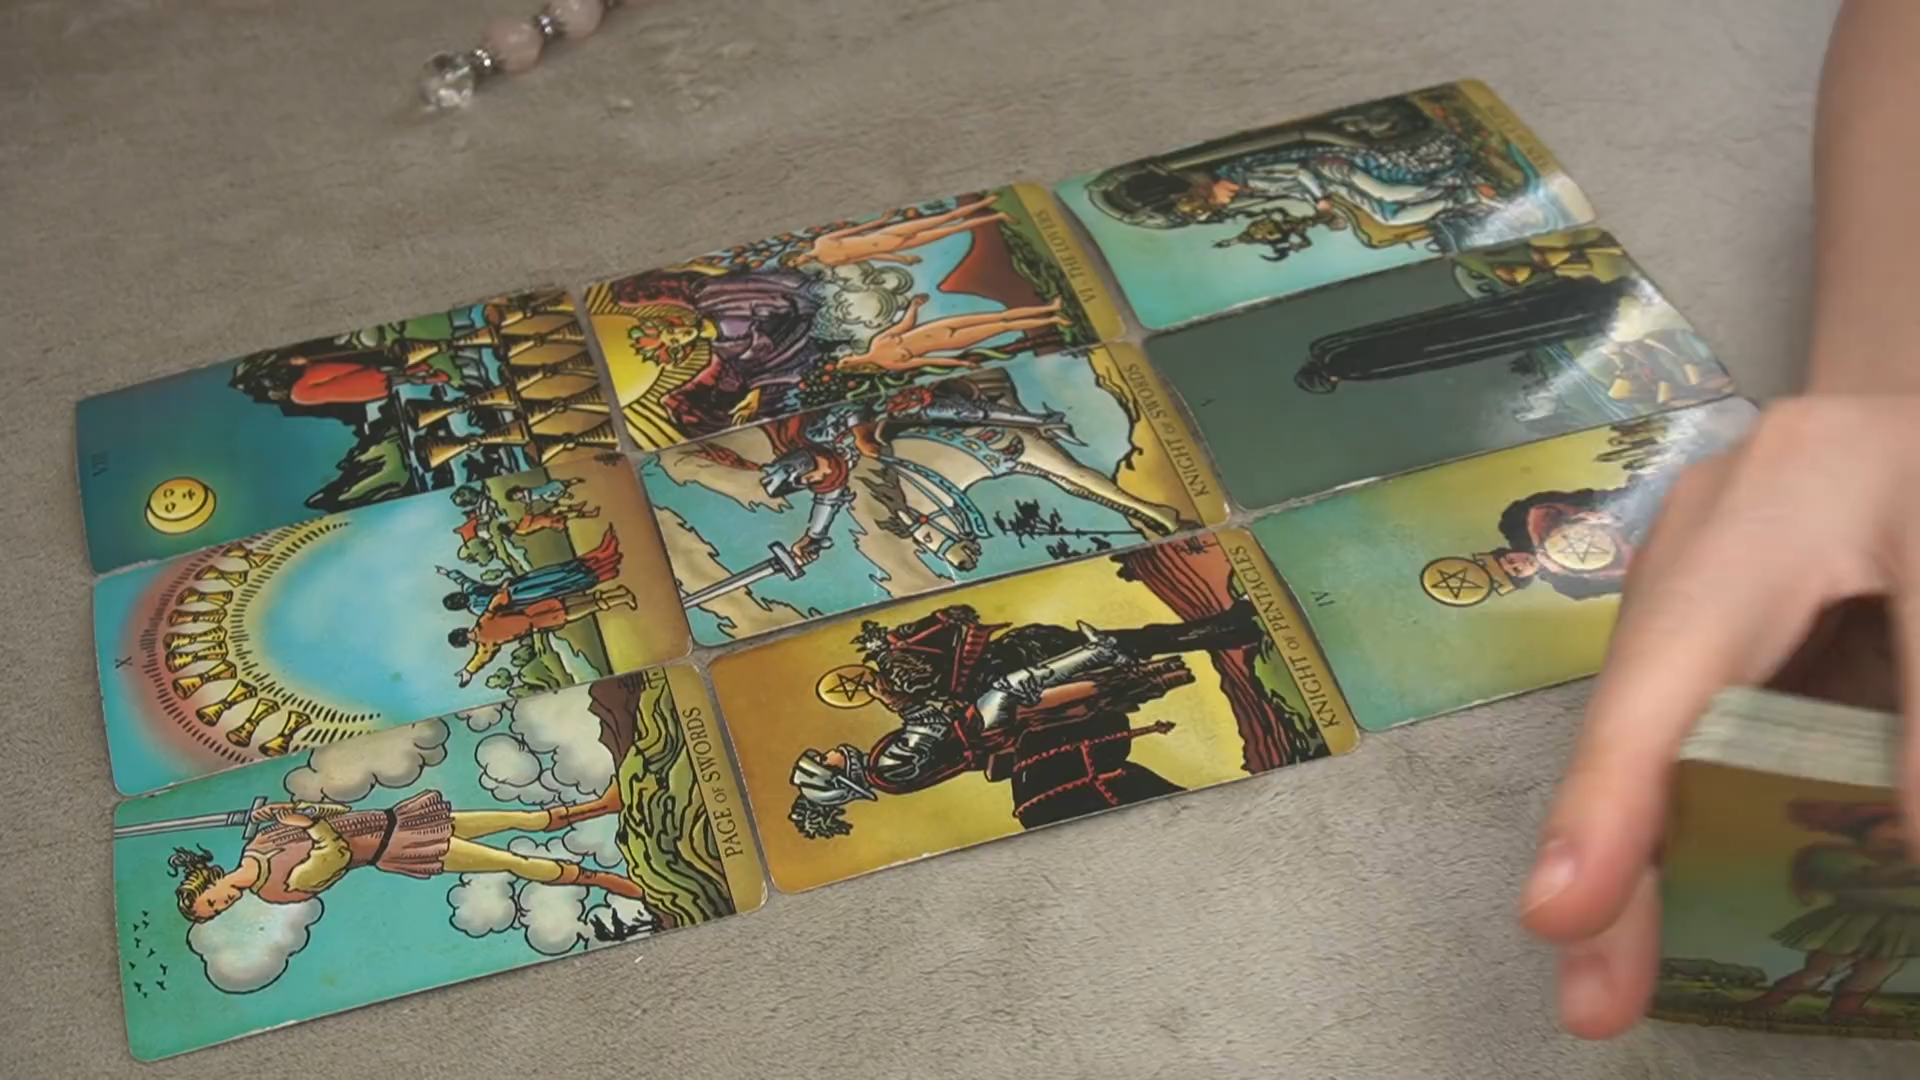 VI · THE LOVERS
VIII
KNIGHT OF SWORDS
X
KNIGHT OF PENTACLES
IV
PAGE OF SWORDS